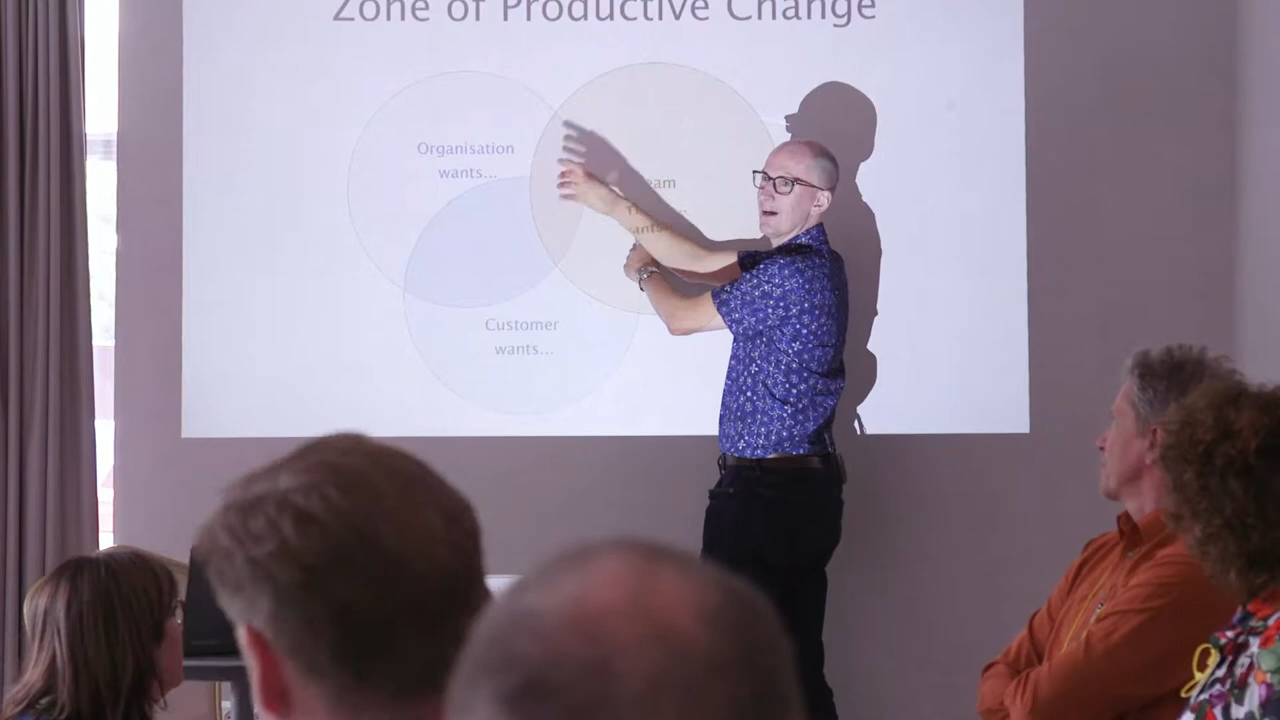 Zone of Productive Change
Organisation
wants...
Customer
wants...